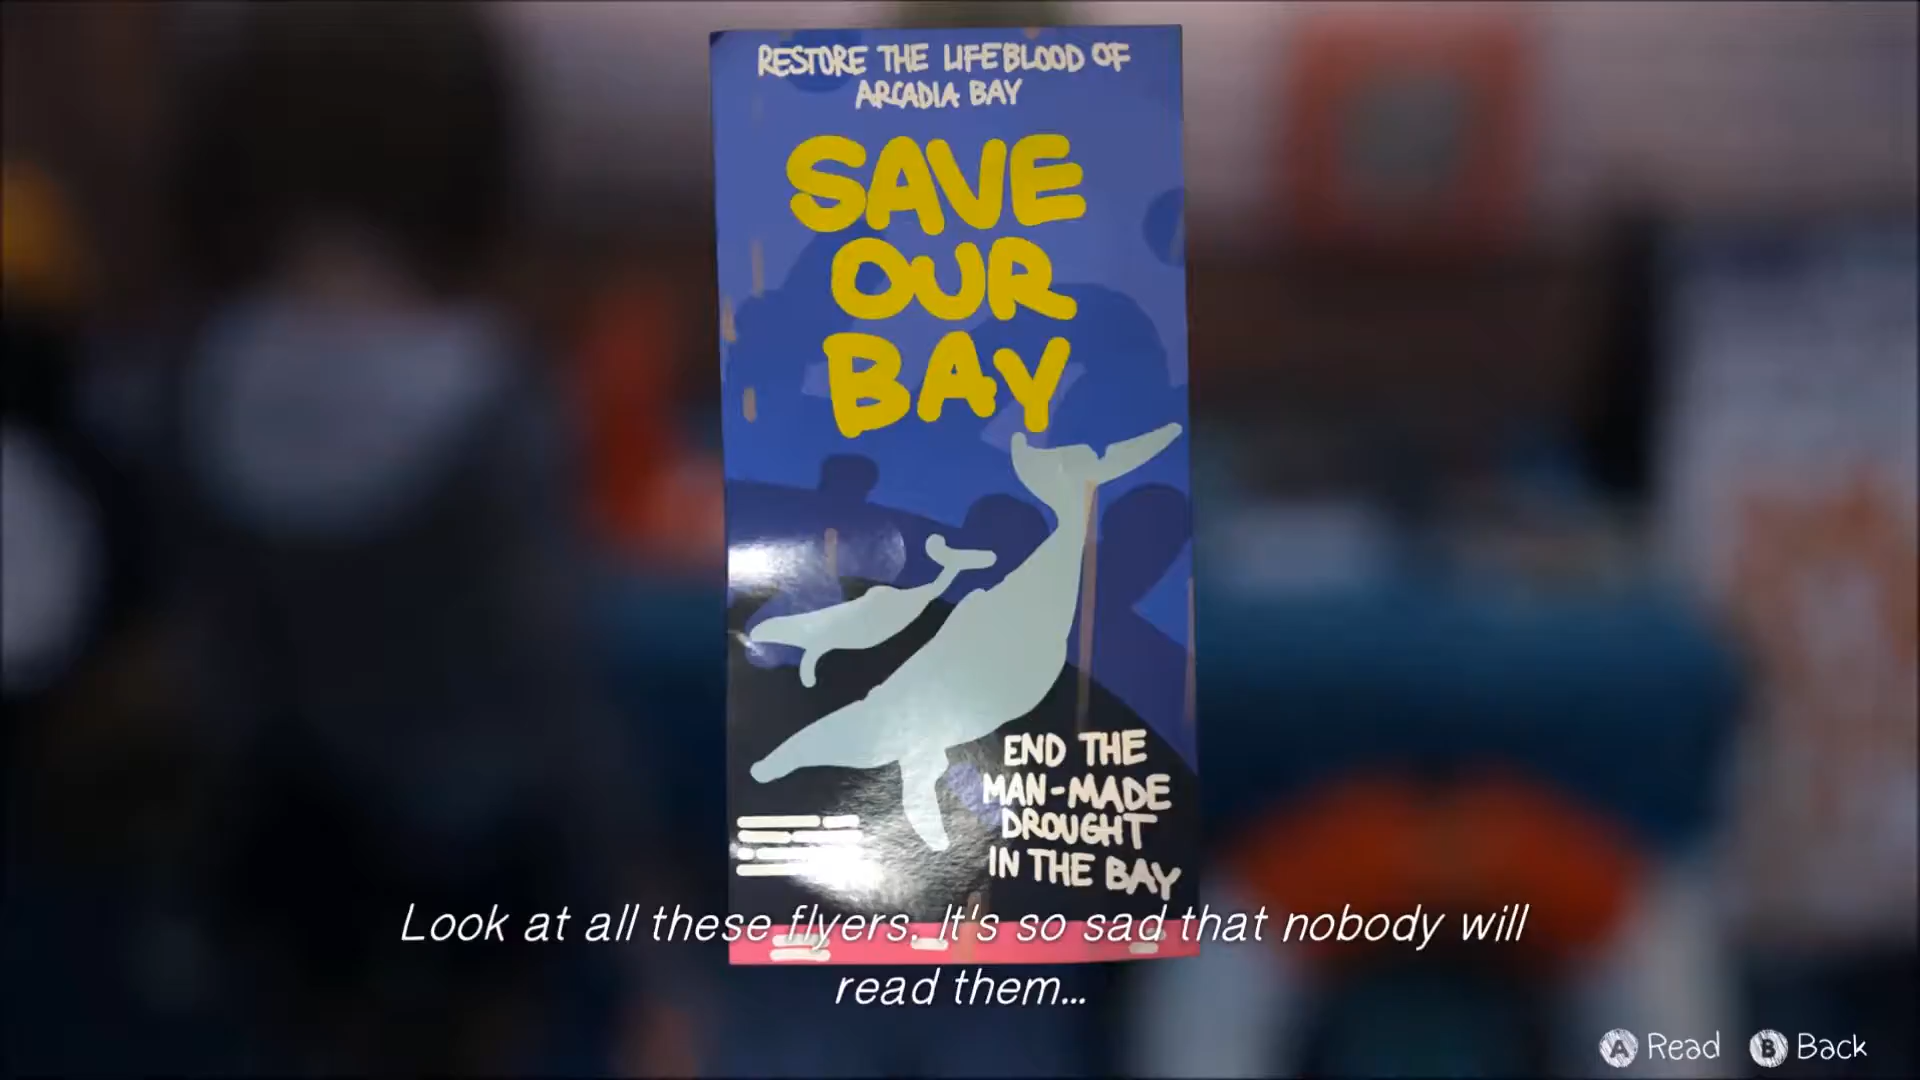 RESTORE THE LIFEBLOOD OF
ARCADIA BAY
SAVE
OUR
BAY
END THE
MAN-MADE
DROUGHT
IN THE BAY
Look at all these flyers. It's so sad that nobody will
read them...
A Read B Back